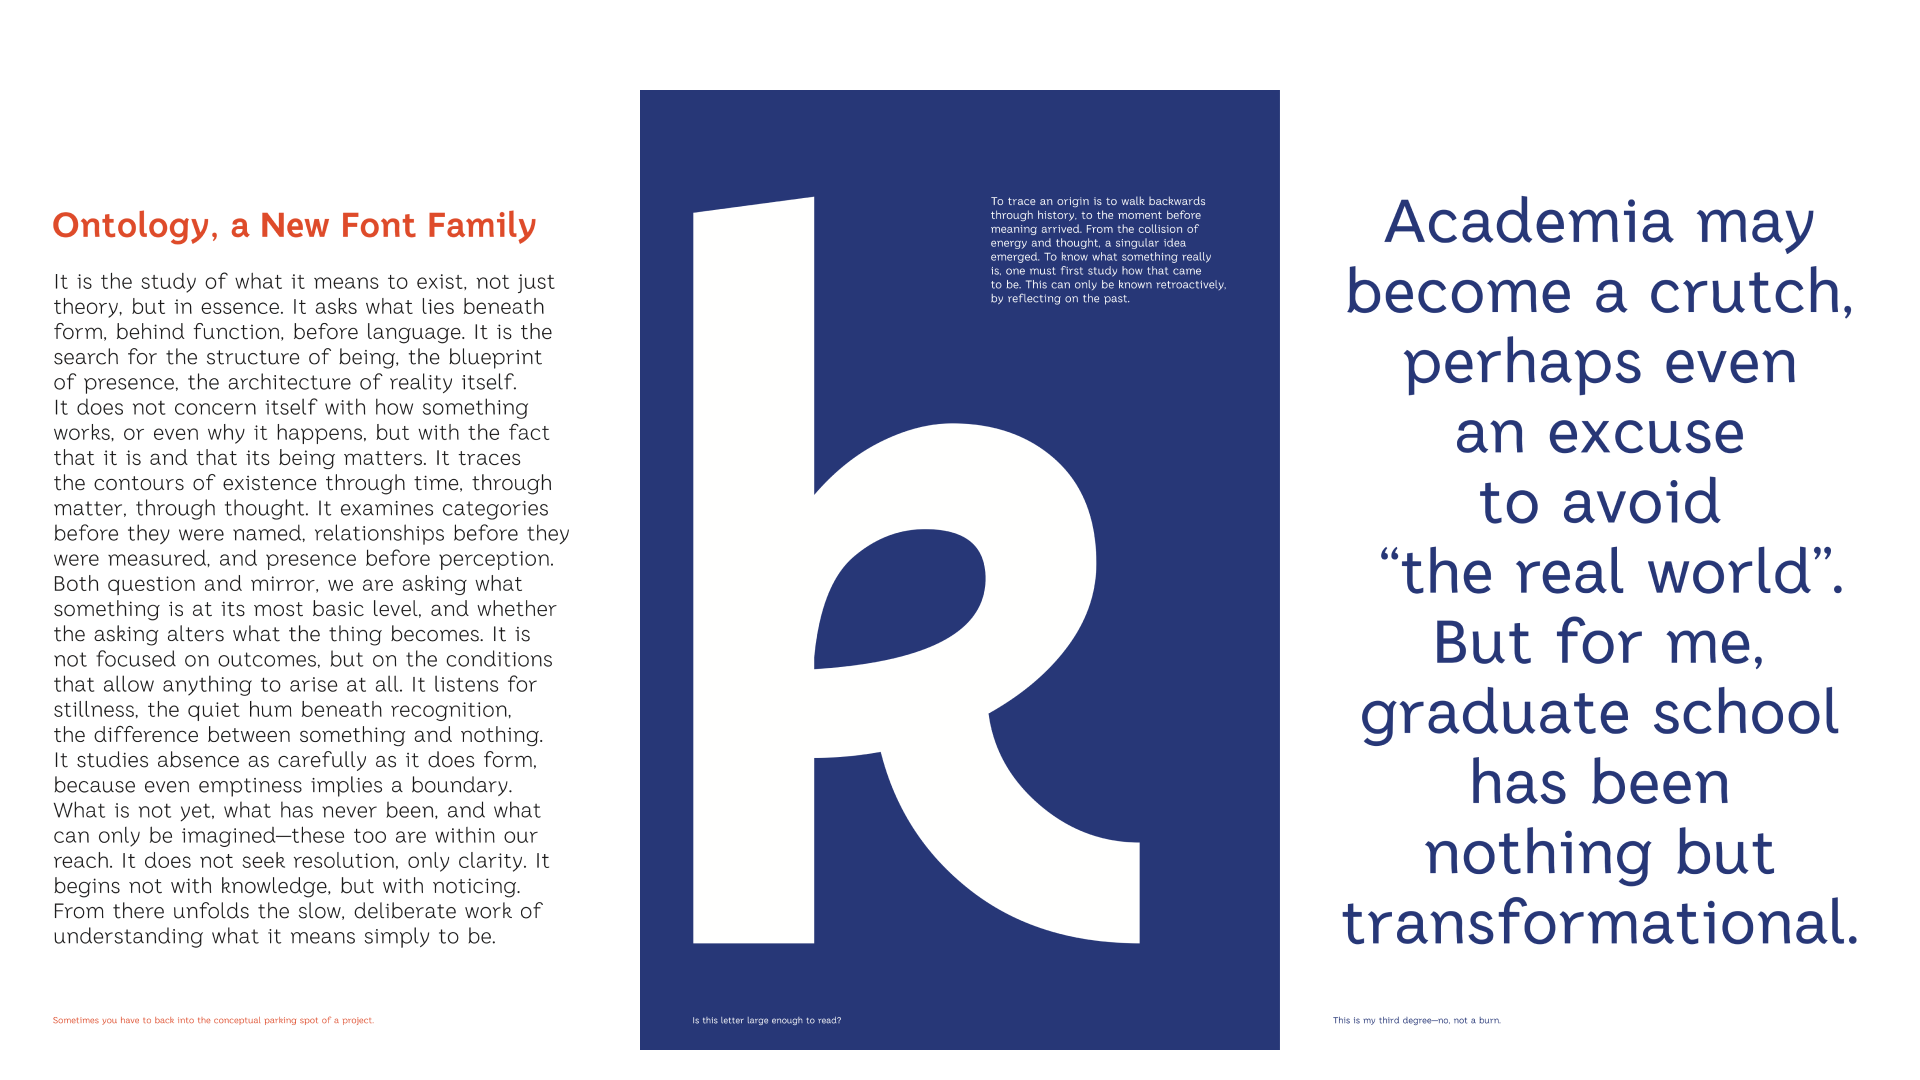 Ontology, a New Font Family
It is the study of what it means to exist, not just
theory, but in essence. It asks what lies beneath
form, behind function, before language. It is the
search for the structure of being, the blueprint
of presence, the architecture of reality itself.
It does not concern itself with how something
works, or even why it happens, but with the fact
that it is and that its being matters. It traces
the contours of existence through time, through
matter, through thought. It examines categories
before they were named, relationships before they
were measured, and presence before perception.
Both question and mirror, we are asking what
something is at its most basic level, and whether
the asking alters what the thing becomes. It is
not focused on outcomes, but on the conditions
that allow anything to arise at all. It listens for
stillness, the quiet hum beneath recognition,
the difference between something and nothing.
It studies absence as carefully as it does form,
because even emptiness implies a boundary.
What is not yet, what has never been, and what
can only be imagined—these too are within our
reach. It does not seek resolution, only clarity. It
begins not with knowledge, but with noticing.
From there unfolds the slow, deliberate work of
understanding what it means simply to be.
Sometimes you have to back into the conceptual parking spot of a project.
k
To trace an origin is to walk backwards
through history, to the moment before
meaning arrived. From the collision of
energy and thought, a singular idea
emerged. To know what something really
is, one must first study how that came
to be. This can only be known retroactively,
by reflecting on the past.
Is this letter large enough to read?
Academia may
become a crutch,
perhaps even
an excuse
to avoid
“the real world”.
But for me,
graduate school
has been
nothing but
transformational.
This is my third degree—no, not a burn.